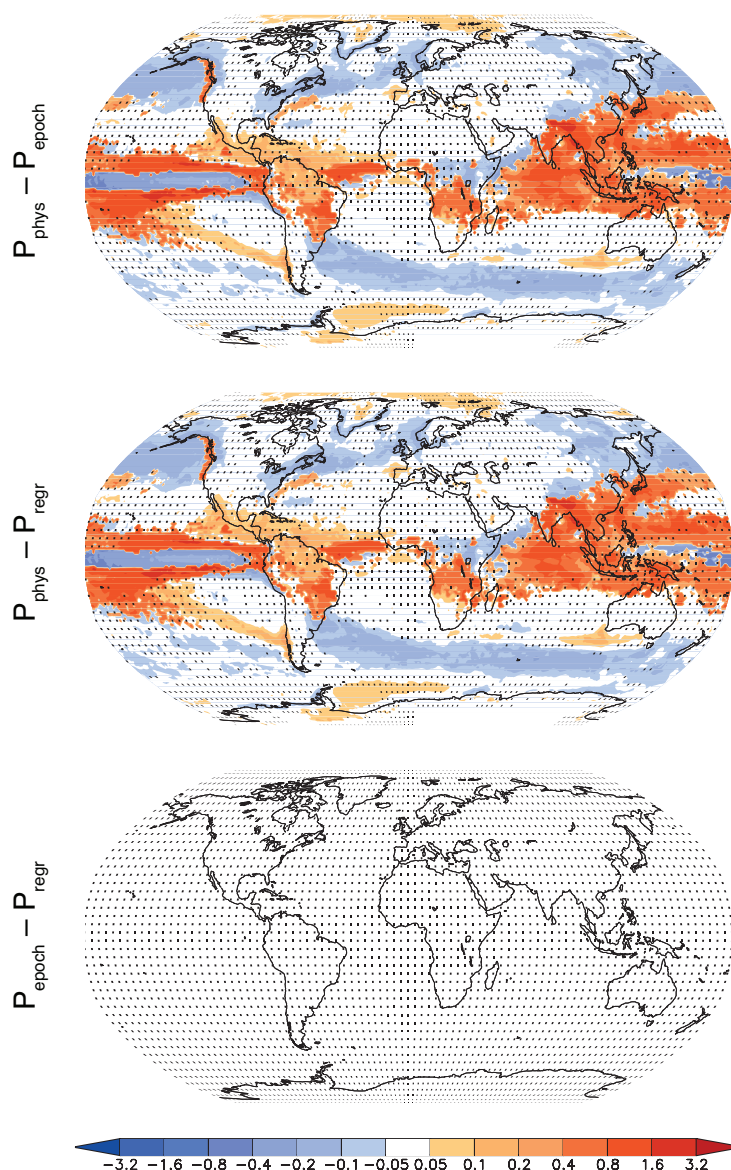 P phys – P epoch
P phys – P regr
P epoch – P regr
−3.2 −1.6 −0.8 −0.4 −0.2 −0.1 −0.05 0.05 0.1 0.2 0.4 0.8 1.6 3.2